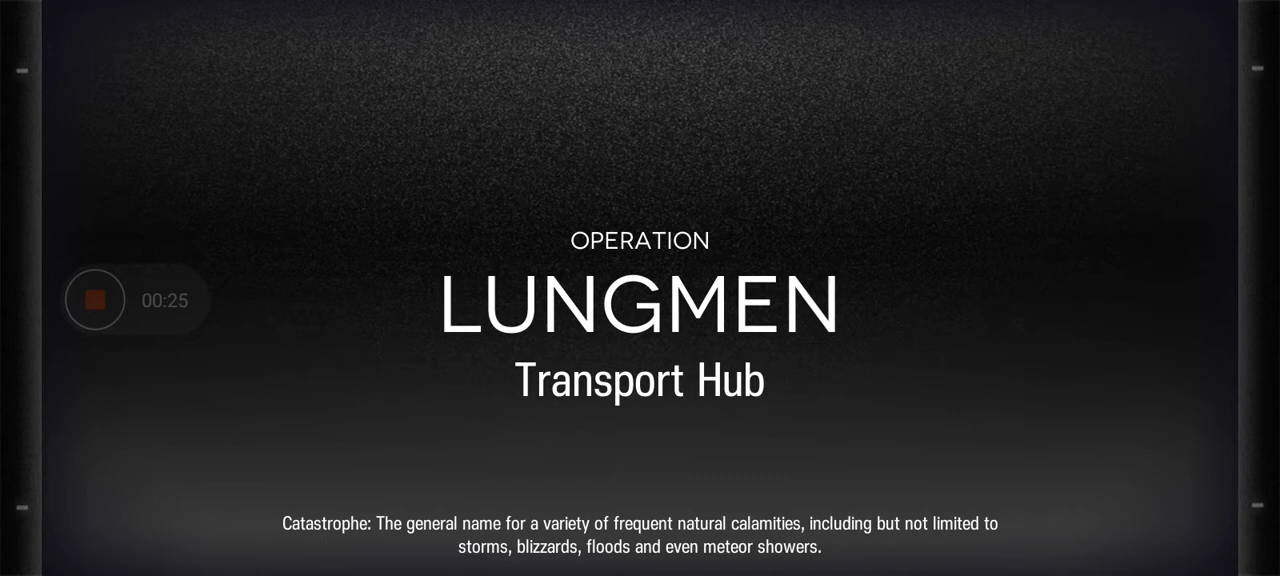 OPERATION
LUNGMEN
Transport Hub
00:25
Catastrophe: The general name for a variety of frequent natural calamities, including but not limited to
storms, blizzards, floods and even meteor showers.